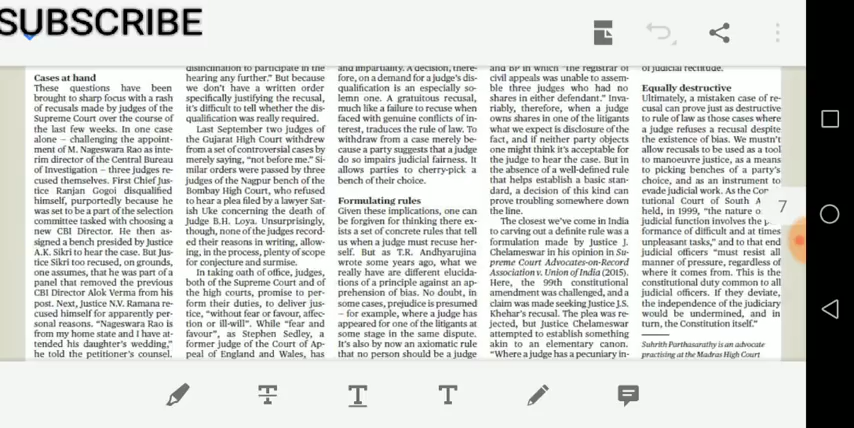 SUBSCRIBE
Cases at hand
These questions have been
brought to sharp focus with a rash
of recusals made by judges of the
Supreme Court over the course of
the last few weeks. In one case
alone – challenging the appoint-
ment of M. Nageswara Rao as inte-
rim director of the Central Bureau
of Investigation – three judges re-
cused themselves. First Chief Jus-
tice Ranjan Gogoi disqualified
himself, purportedly because he
was set to be a part of the selection
committee tasked with choosing a
new CBI Director. He then as-
signed a bench presided by Justice
A.K. Sikri to hear the case. But Jus-
tice Sikri too recused, on grounds,
one assumes, that he was part of a
panel that removed the previous
CBI Director Alok Verma from his
post. Next, Justice N.V. Ramana re-
cused himself for apparently per-
sonal reasons. “Nageswara Rao is
from my home state and I have at-
tended his daughter’s wedding,”
he told the petitioner’s counsel.
disinclination to participate in the
hearing any further.” But because
we don’t have a written order
specifically justifying the recusal,
it’s difficult to tell whether the dis-
qualification was really required.
Last September two judges of
the Gujarat High Court withdrew
from a set of controversial cases by
merely saying, “not before me.” Si-
milar orders were passed by three
judges of the Nagpur bench of the
Bombay High Court, who refused
to hear a plea filed by a lawyer Sat-
ish Uke concerning the death of
Judge B.H. Loya. Unsurprisingly,
though, none of the judges record-
ed their reasons in writing, allow-
ing, in the process, plenty of scope
for conjecture and surmise.
In taking oath of office, judges,
both of the Supreme Court and of
the high courts, promise to per-
form their duties, to deliver jus-
tice, “without fear or favour, affec-
tion or ill-will”. While “fear and
favour”, as Stephen Sedley, a
former judge of the Court of Ap-
peal of England and Wales, has
and impartiality. A decision, there-
fore, on a demand for a judge’s dis-
qualification is an especially so-
lemn one. A gratuitous recusal,
much like a failure to recuse when
faced with genuine conflicts of in-
terest, traduces the rule of law. To
withdraw from a case merely be-
cause a party suggests that a judge
do so impairs judicial fairness. It
allows parties to cherry-pick a
bench of their choice.
Formulating rules
Given these implications, one can
be forgiven for thinking there ex-
ists a set of concrete rules that tell
us when a judge must recuse her-
self. But as T.R. Andhyarujina
wrote some years ago, what we
really have are different elucida-
tions of a principle against an ap-
prehension of bias. No doubt, in
some cases, prejudice is presumed –
for example, where a judge has
appeared for one of the litigants at
some stage in the same dispute.
It’s also by now an axiomatic rule
that no person should be a judge
and BP in which “the registrar of
civil appeals was unable to assem-
ble three judges who had no
shares in either defendant.” Inva-
riably, therefore, when a judge
owns shares in one of the litigants
what we expect is disclosure of the
fact, and if neither party objects
one might think it’s acceptable for
the judge to hear the case. But in
the absence of a well-defined rule
that helps establish a basic stan-
dard, a decision of this kind can
prove troubling somewhere down
the line.
The closest we’ve come in India
to carving out a definite rule was a
formulation made by Justice J.
Chelameswar in his opinion in Su-
preme Court Advocates-on-Record
Association v. Union of India (2015).
Here, the 99th constitutional
amendment was challenged, and a
claim was made seeking Justice J.S.
Khehar’s recusal. The plea was re-
jected, but Justice Chelameswar
attempted to establish something
akin to an elementary canon.
“Where a judge has a pecuniary in-
of judicial rectitude.
Equally destructive
Ultimately, a mistaken case of re-
cusal can prove just as destructive
to rule of law as those cases where
a judge refuses a recusal despite
the existence of bias. We mustn’t
allow recusals to be used as a tool
to manoeuvre justice, as a means
to picking benches of a party’s
choice, and as an instrument to
evade judicial work. As the Con
tutional Court of South A
held, in 1999, “the nature o
judicial function involves the
formance of difficult and at times
unpleasant tasks,” and to that end
judicial officers “must resist all
manner of pressure, regardless of
where it comes from. This is the
constitutional duty common to all
judicial officers. If they deviate,
the independence of the judiciary
would be undermined, and in
turn, the Constitution itself.”
Suhrith Parthasarathy is an advocate
practising at the Madras High Court
7